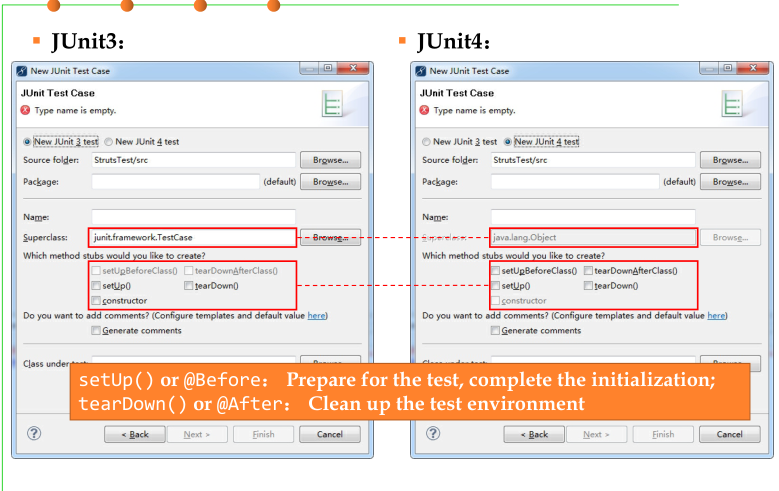 JUnit3:
New JUnit Test Case
JUnit Test Case
Type name is empty.
New JUnit 3 test New JUnit 4 test
Source folder: StrutsTest/src Browse...
Package: (default) Browse...
Name:
Superclass: junit.framework.TestCase Browse...
Which method stubs would you like to create?
setUpBeforeClass() tearDownAfterClass()
setUp() tearDown()
constructor
Do you want to add comments? (Configure templates and default value here)
Generate comments
Class under test: Browse...
? < Back Next > Finish Cancel
JUnit4:
New JUnit Test Case
JUnit Test Case
Type name is empty.
New JUnit 3 test New JUnit 4 test
Source folder: StrutsTest/src Browse...
Package: (default) Browse...
Name:
Superclass: java.lang.Object Browse...
Which method stubs would you like to create?
setUpBeforeClass() tearDownAfterClass()
setUp() tearDown()
constructor
Do you want to add comments? (Configure templates and default value here)
Generate comments
Class under test: Browse...
? < Back Next > Finish Cancel
setUp() or @Before: Prepare for the test, complete the initialization;
tearDown() or @After: Clean up the test environment